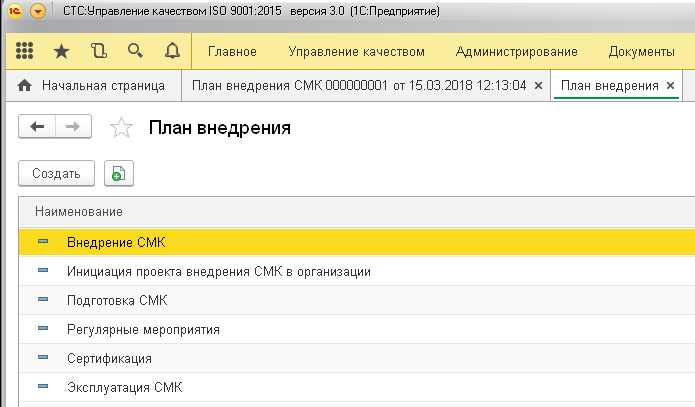 СТС:Управление качеством ISO 9001:2015 версия 3.0 (1С:Предприятие)
Главное Управление качеством Администрирование Документы
Начальная страница План внедрения СМК 000000001 от 15.03.2018 12:13:04 × План внедрения ×
План внедрения
Создать
Наименование
Внедрение СМК
Инициация проекта внедрения СМК в организации
Подготовка СМК
Регулярные мероприятия
Сертификация
Эксплуатация СМК